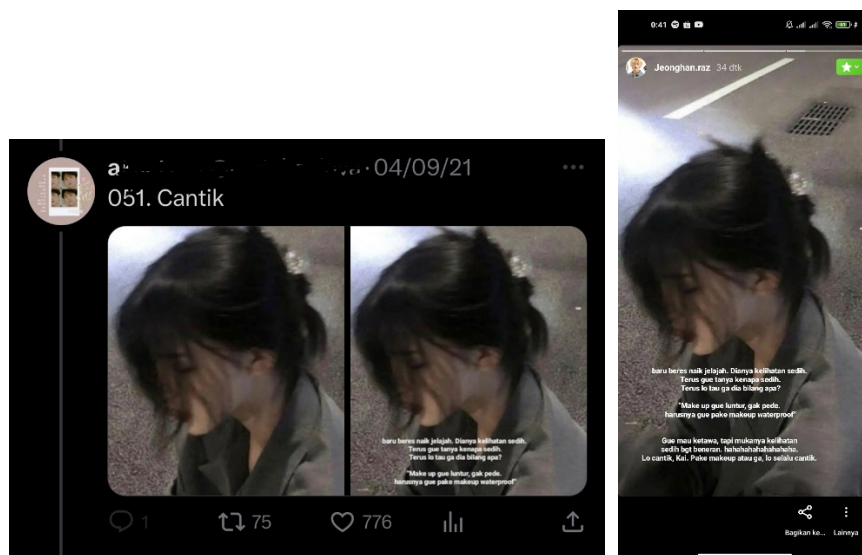 04/09/21
051. Cantik
baru beres naik jelajah. Dianya kelihatan sedih.
Terus gue tanya kenapa sedih.
Terus lo tau ga dia bilang apa?
"Make up gue luntur, gak pede.
harusnya gue pake makeup waterproof"
1
75
776
0:41
Jeonghan.raz 34 dtk
baru beres naik jelajah. Dianya kelihatan sedih.
Terus gue tanya kenapa sedih.
Terus lo tau ga dia bilang apa?
"Make up gue luntur, gak pede.
harusnya gue pake makeup waterproof"
Gue mau ketawa, tapi mukanya kelihatan
sedih bgt beneran. hahahahahahahahaha.
Lo cantik, Kai. Pake makeup atau ga, lo selalu cantik.
Bagikan ke... Lainnya